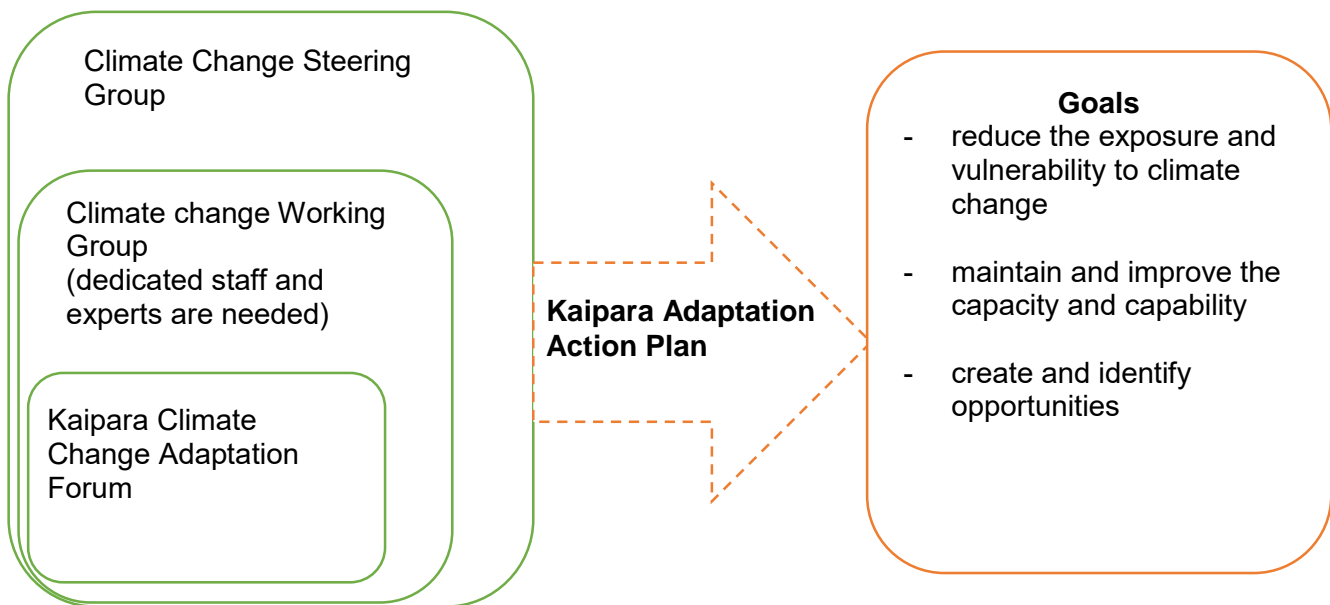 Climate Change Steering
Group
Climate change Working
Group
(dedicated staff and
experts are needed)
Kaipara Climate
Change Adaptation
Forum
Kaipara Adaptation
Action Plan
Goals
- reduce the exposure and
vulnerability to climate
change
- maintain and improve the
capacity and capability
- create and identify
opportunities